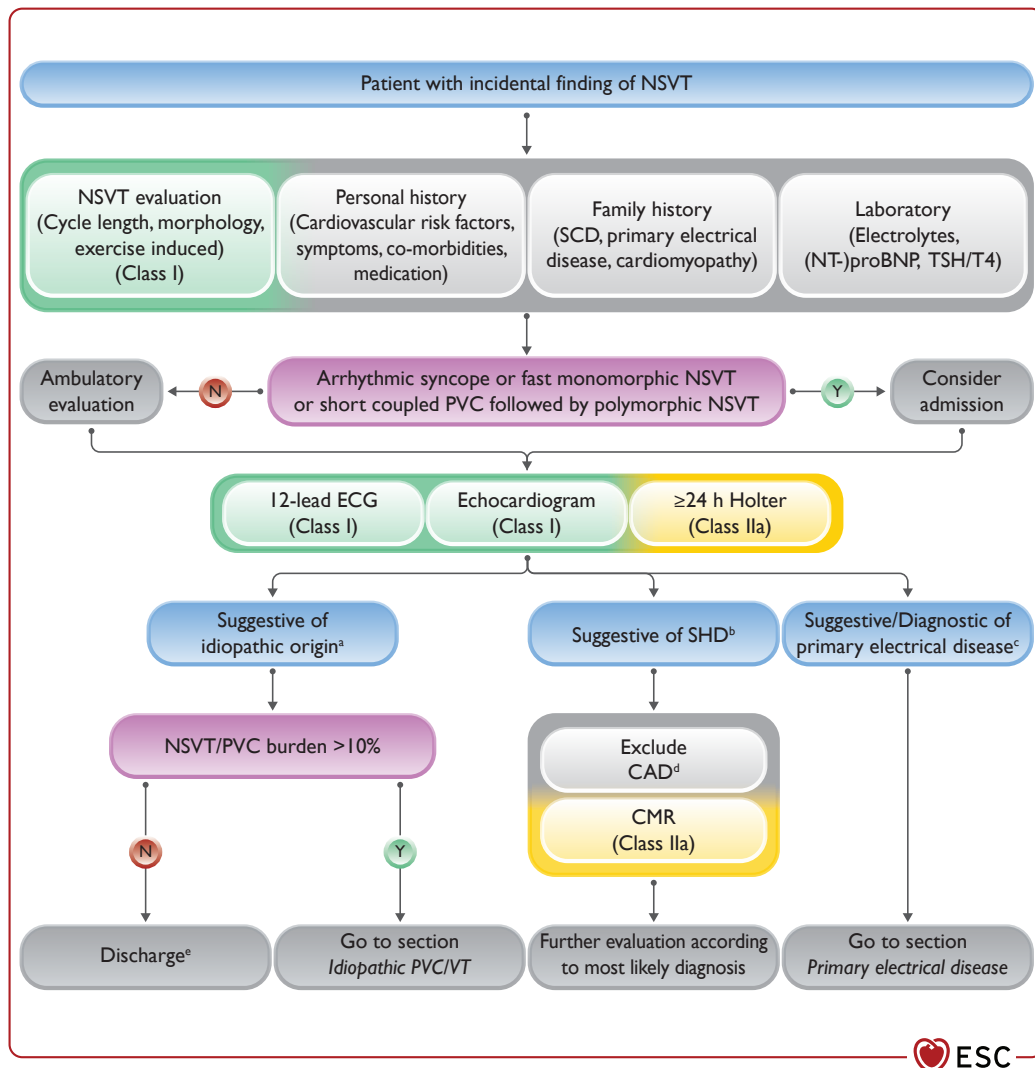 Patient with incidental finding of NSVT
NSVT evaluation
(Cycle length, morphology,
exercise induced)
(Class I)
Personal history
(Cardiovascular risk factors,
symptoms, co-morbidities,
medication)
Family history
(SCD, primary electrical
disease, cardiomyopathy)
Laboratory
(Electrolytes,
(NT-)proBNP, TSH/T4)
Ambulatory
evaluation
N
Arrhythmic syncope or fast monomorphic NSVT
or short coupled PVC followed by polymorphic NSVT
Y
Consider
admission
12-lead ECG
(Class I)
Echocardiogram
(Class I)
≥24 h Holter
(Class IIa)
Suggestive of
idiopathic originᵃ
Suggestive of SHDᵇ
Suggestive/Diagnostic of
primary electrical diseaseᶜ
NSVT/PVC burden >10%
Exclude
CADᵈ
CMR
(Class IIa)
N
Y
Dischargeᵉ
Go to section
Idiopathic PVC/VT
Further evaluation according
to most likely diagnosis
Go to section
Primary electrical disease
ESC